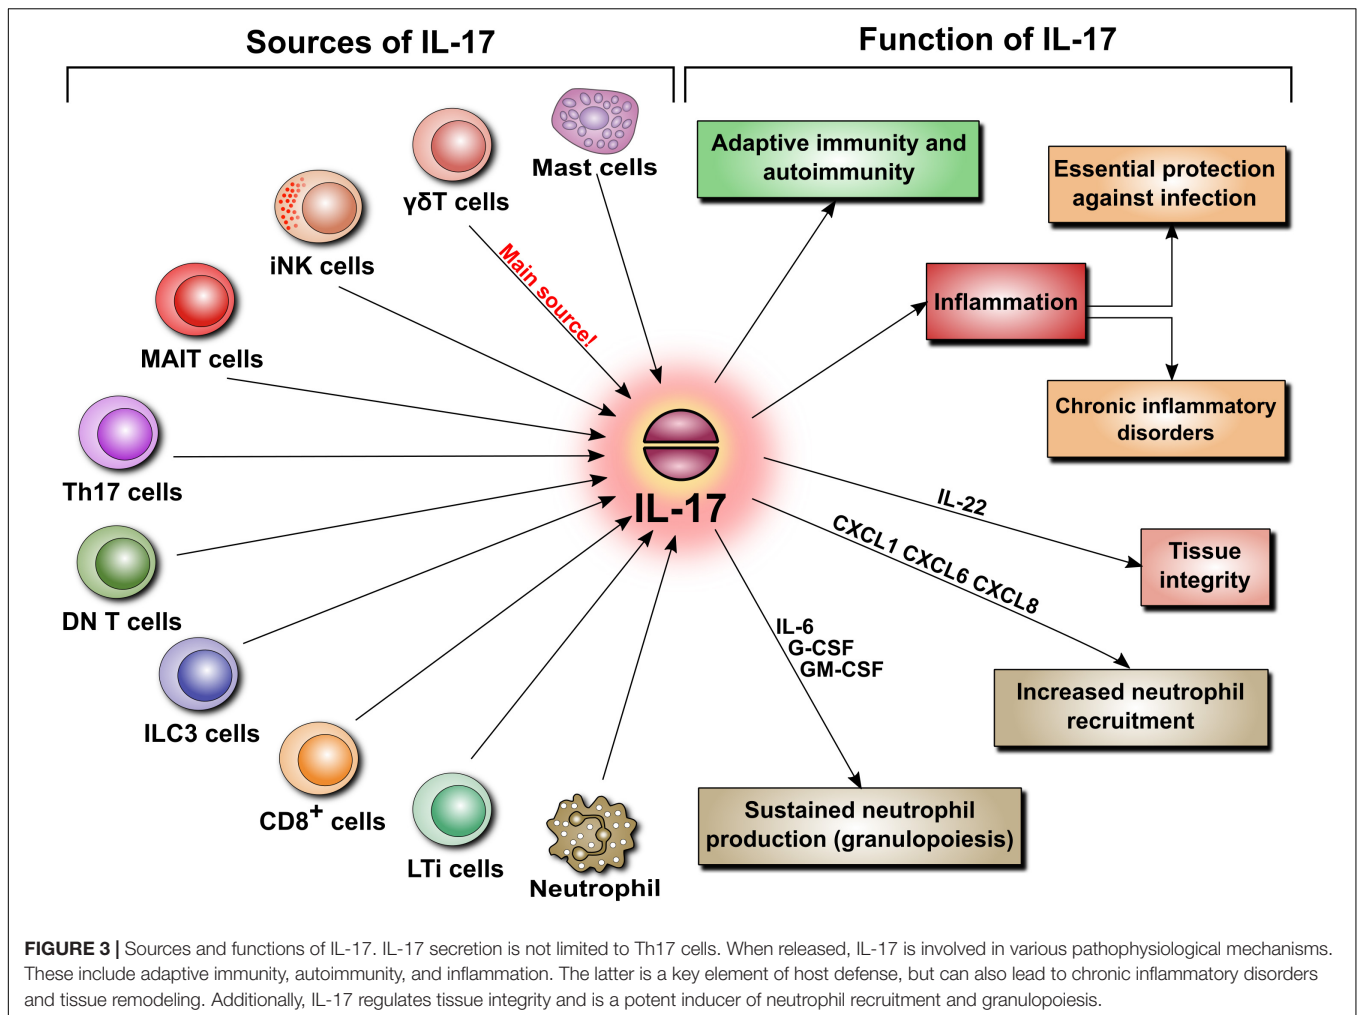 Sources of IL-17
Function of IL-17
Mast cells
γδT cells
iNK cells
MAIT cells
Th17 cells
DN T cells
ILC3 cells
CD8+ cells
LTi cells
Neutrophil
Main source!
IL-17
Adaptive immunity and
autoimmunity
Essential protection
against infection
Inflammation
Chronic inflammatory
disorders
IL-22
Tissue
integrity
CXCL1 CXCL6 CXCL8
Increased neutrophil
recruitment
IL-6
G-CSF
GM-CSF
Sustained neutrophil
production (granulopoiesis)
FIGURE 3 | Sources and functions of IL-17. IL-17 secretion is not limited to Th17 cells. When released, IL-17 is involved in various pathophysiological mechanisms.
These include adaptive immunity, autoimmunity, and inflammation. The latter is a key element of host defense, but can also lead to chronic inflammatory disorders
and tissue remodeling. Additionally, IL-17 regulates tissue integrity and is a potent inducer of neutrophil recruitment and granulopoiesis.